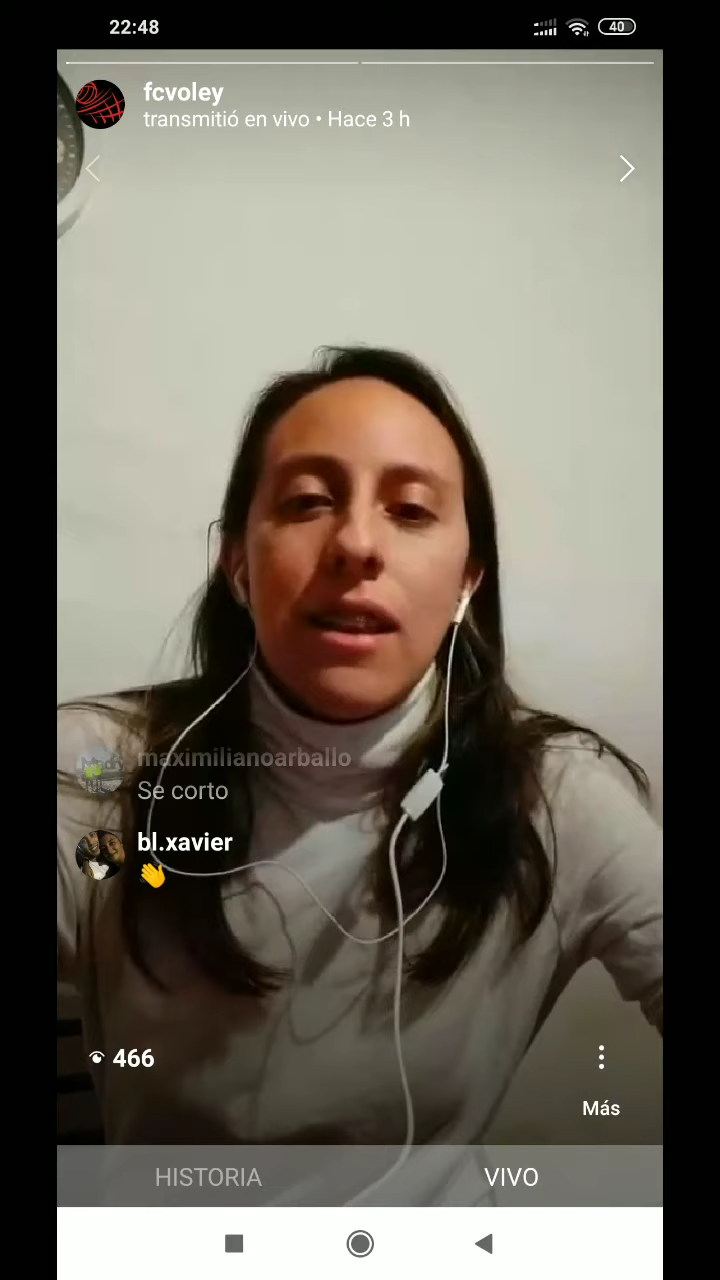 22:48
40
fcvoley
transmitió en vivo • Hace 3 h
maximilianoarballo
Se corto
bl.xavier
👋
466
Más
HISTORIA
VIVO